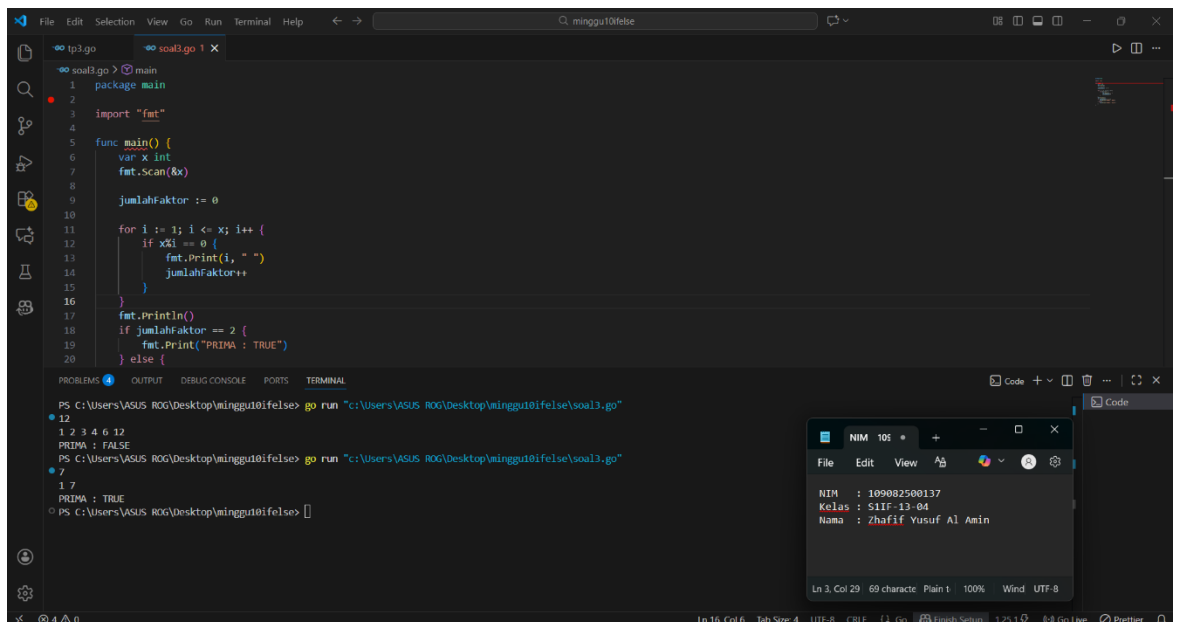 File Edit Selection View Go Run Terminal Help
minggu10ifelse
tp3.go
soal3.go 1
soal3.go > main
1 package main
2
3 import "fmt"
4
5 func main() {
6 var x int
7 fmt.Scan(&x)
8
9 jumlahFaktor := 0
10
11 for i := 1; i <= x; i++ {
12 if x%i == 0 {
13 fmt.Print(i, " ")
14 jumlahFaktor++
15 }
16 }
17 fmt.Println()
18 if jumlahFaktor == 2 {
19 fmt.Print("PRIMA : TRUE")
20 } else {
PROBLEMS 4 OUTPUT DEBUG CONSOLE PORTS TERMINAL
Code
Code
PS C:\Users\ASUS ROG\Desktop\minggu10ifelse> go run "c:\Users\ASUS ROG\Desktop\minggu10ifelse\soal3.go"
12
1 2 3 4 6 12
PRIMA : FALSE
PS C:\Users\ASUS ROG\Desktop\minggu10ifelse> go run "c:\Users\ASUS ROG\Desktop\minggu10ifelse\soal3.go"
7
1 7
PRIMA : TRUE
PS C:\Users\ASUS ROG\Desktop\minggu10ifelse>
NIM 109
File Edit View
NIM : 109082500137
Kelas : S1IF-13-04
Nama : Zhafif Yusuf Al Amin
Ln 3, Col 29 69 characte Plain t 100% Wind UTF-8
4 0
Ln 16, Col 6 Tab Size: 4 UTF-8 CRLF Go Finish Setup 1.25.1 Go Live Prettier